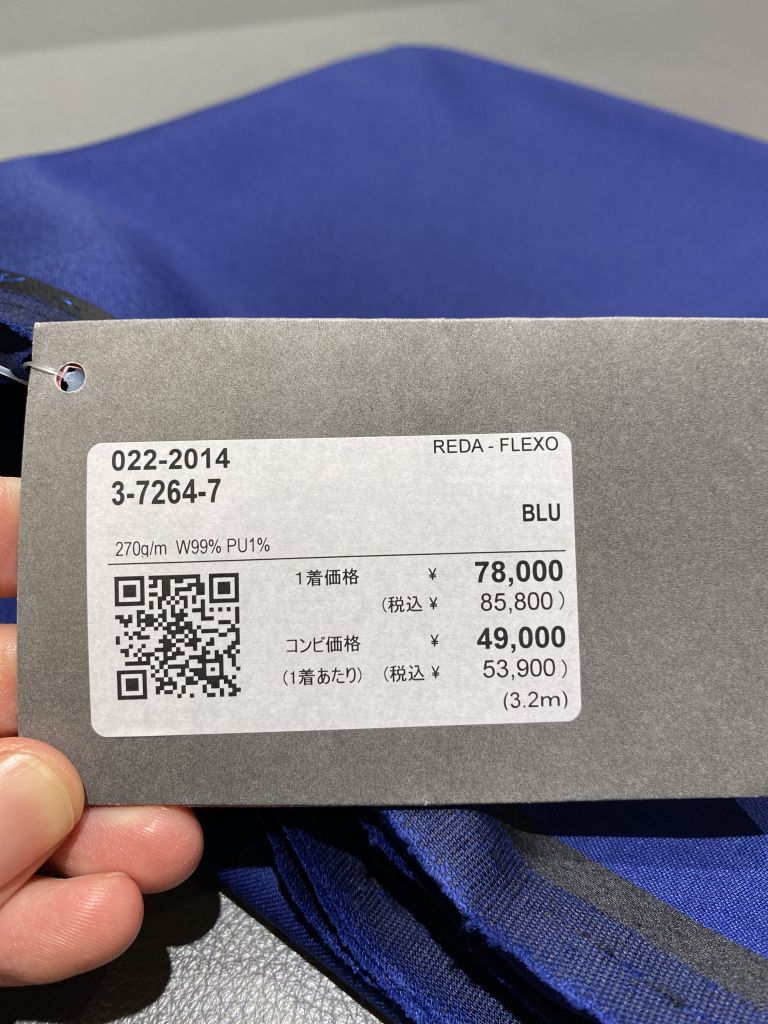 022-2014
REDA - FLEXO
3-7264-7
BLU
270g/m W99% PU1%
1着価格 ¥ 78,000
(税込 ¥ 85,800)
コンビ価格 ¥ 49,000
(1着あたり) (税込 ¥ 53,900)
(3.2m)